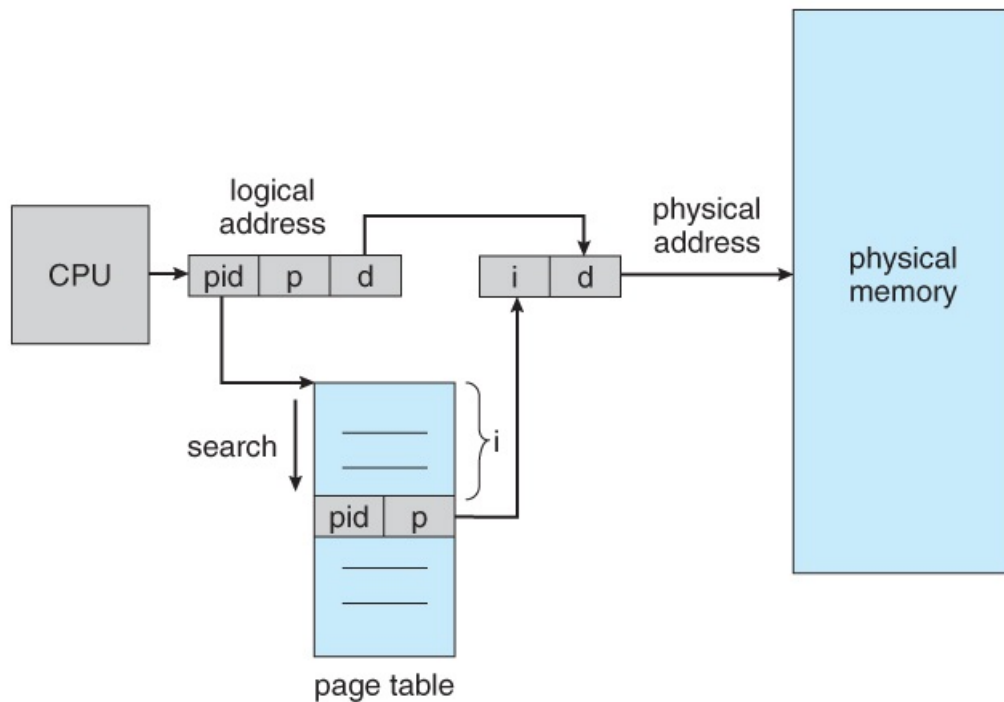 CPU
logical
address
pid p d
i d
physical
address
physical
memory
search
i
pid p
page table